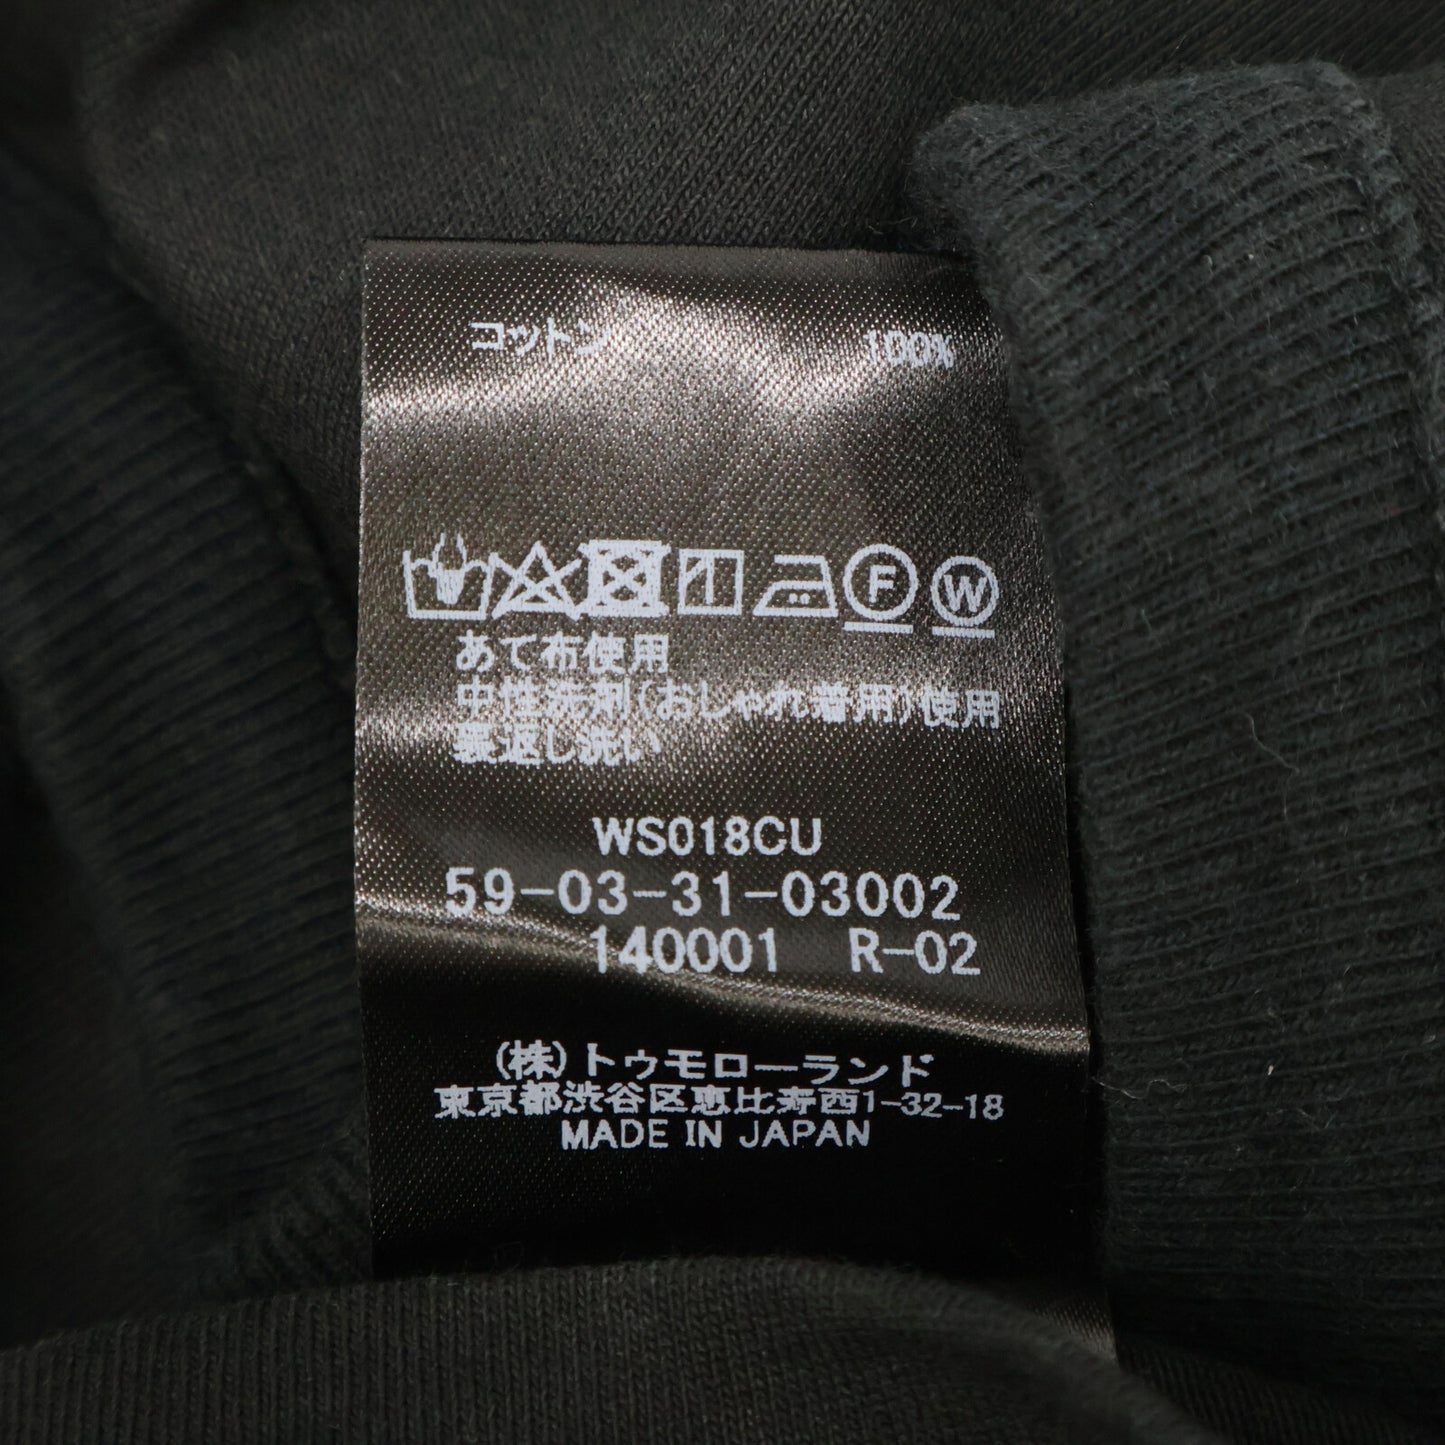 コットン 100%
F W
あて布使用
中性洗剤(おしゃれ着用)使用
裏返し洗い
WS018CU
59-03-31-03002
140001 R-02
(株)トゥモローランド
東京都渋谷区恵比寿西1-32-18
MADE IN JAPAN